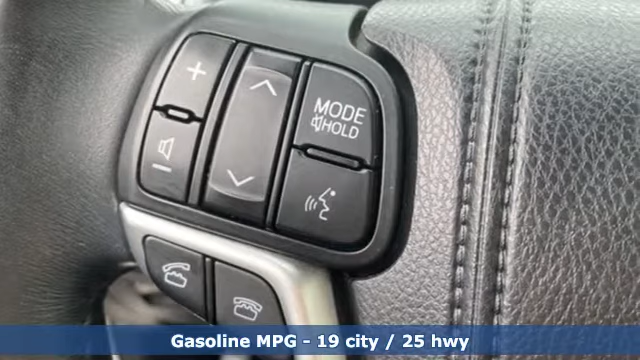 +
MODE
HOLD
-
Gasoline MPG - 19 city / 25 hwy